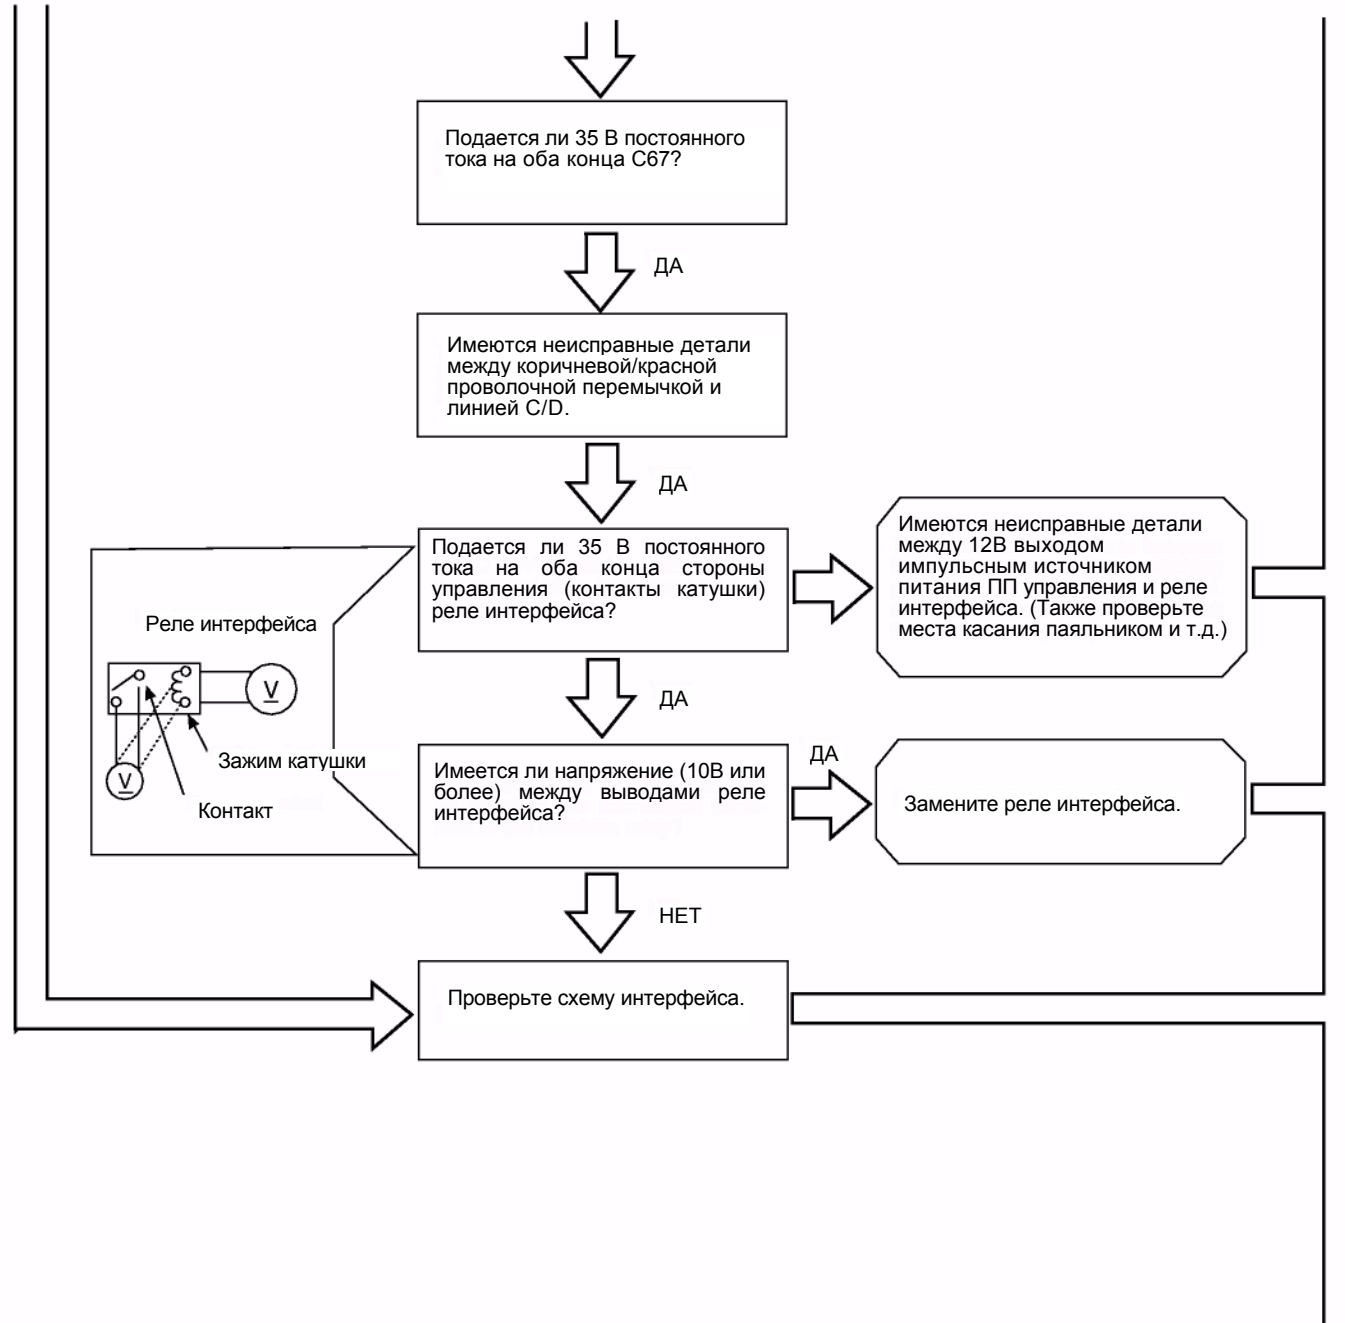 Подается ли 35 В постоянного
тока на оба конца С67?
ДА
Имеются неисправные детали
между коричневой/красной
проволочной перемычкой и
линией C/D.
ДА
Подается ли 35 В постоянного
тока на оба конца стороны
управления (контакты катушки)
реле интерфейса?
Имеются неисправные детали
между 12В выходом
импульсным источником
питания ПП управления и реле
интерфейса. (Также проверьте
места касания паяльником и т.д.)
Реле интерфейса
V
V
Зажим катушки
Контакт
ДА
Имеется ли напряжение (10В или
более) между выводами реле
интерфейса?
ДА
Замените реле интерфейса.
НЕТ
Проверьте схему интерфейса.